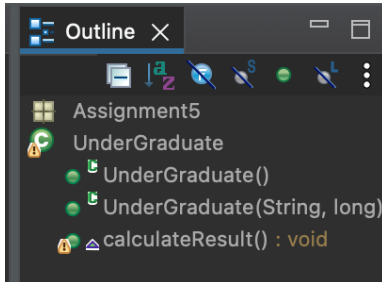 Outline
Assignment5
UnderGraduate
UnderGraduate()
UnderGraduate(String, long)
calculateResult() : void